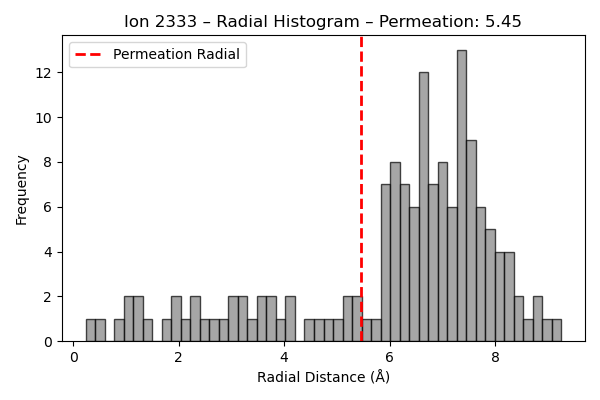 Ion 2333 – Radial Histogram – Permeation: 5.45
Permeation Radial
Frequency
12
10
8
6
4
2
0
0 2 4 6 8
Radial Distance (Å)